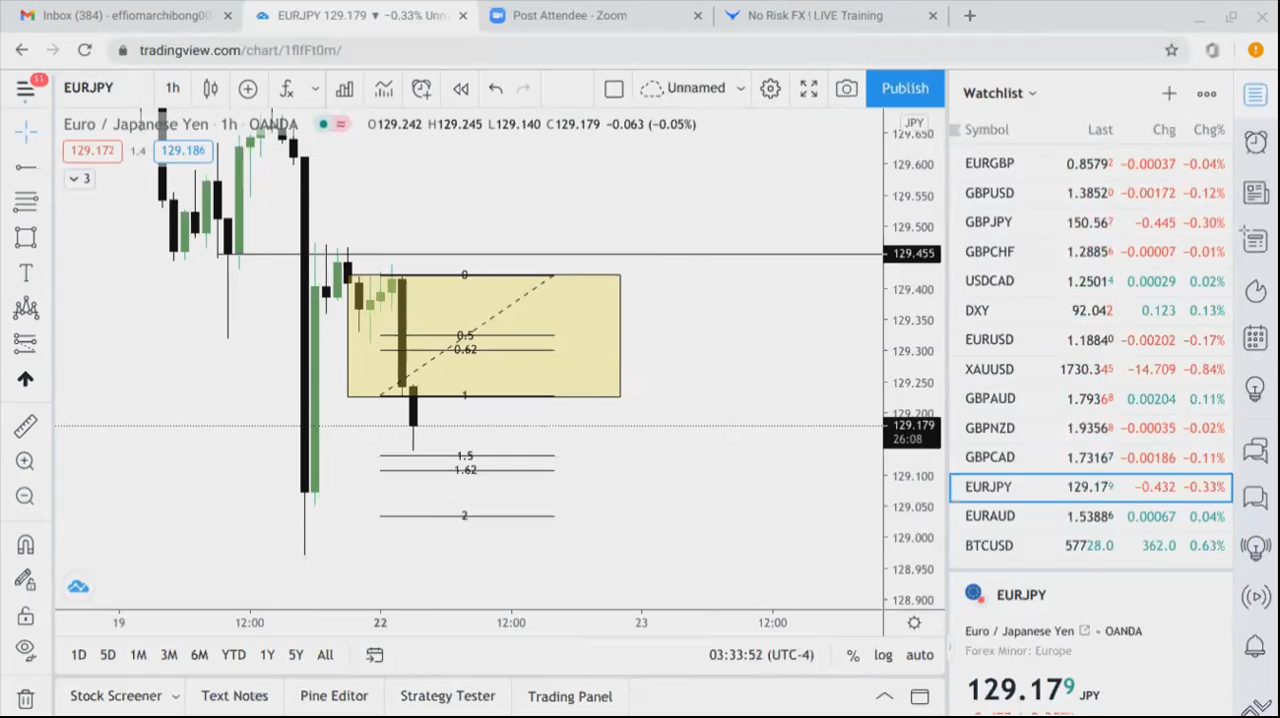 Inbox (384) - effiomarchibong00
EURJPY 129.179 ▼ −0.33% Unn
Post Attendee - Zoom
No Risk FX ! LIVE Training
tradingview.com/chart/1flfFt0m/
11
EURJPY
1h
Unnamed
Publish
Euro / Japanese Yen · 1h · OANDA
O129.242 H129.245 L129.140 C129.179 −0.063 (−0.05%)
129.172
1.4
129.186
3
JPY
129.650
129.600
129.550
129.500
129.455
129.400
129.350
129.300
129.250
129.200
129.179
26:08
129.100
129.050
129.000
128.950
128.900
0
0.5
0.62
1
1.5
1.62
2
19
12:00
22
12:00
23
12:00
1D 5D 1M 3M 6M YTD 1Y 5Y All
03:33:52 (UTC-4)
% log auto
Stock Screener
Text Notes
Pine Editor
Strategy Tester
Trading Panel
Watchlist
Symbol Last Chg Chg%
EURGBP 0.85792 −0.00037 −0.04%
GBPUSD 1.38520 −0.00172 −0.12%
GBPJPY 150.567 −0.445 −0.30%
GBPCHF 1.28856 −0.00007 −0.01%
USDCAD 1.25014 0.00029 0.02%
DXY 92.042 0.123 0.13%
EURUSD 1.18840 −0.00202 −0.17%
XAUUSD 1730.345 −14.709 −0.84%
GBPAUD 1.79368 0.00204 0.11%
GBPNZD 1.93568 −0.00035 −0.02%
GBPCAD 1.73167 −0.00186 −0.11%
EURJPY 129.179 −0.432 −0.33%
EURAUD 1.53886 0.00067 0.04%
BTCUSD 57728.0 362.0 0.63%
EURJPY
Euro / Japanese Yen • OANDA
Forex Minor: Europe
129.179 JPY